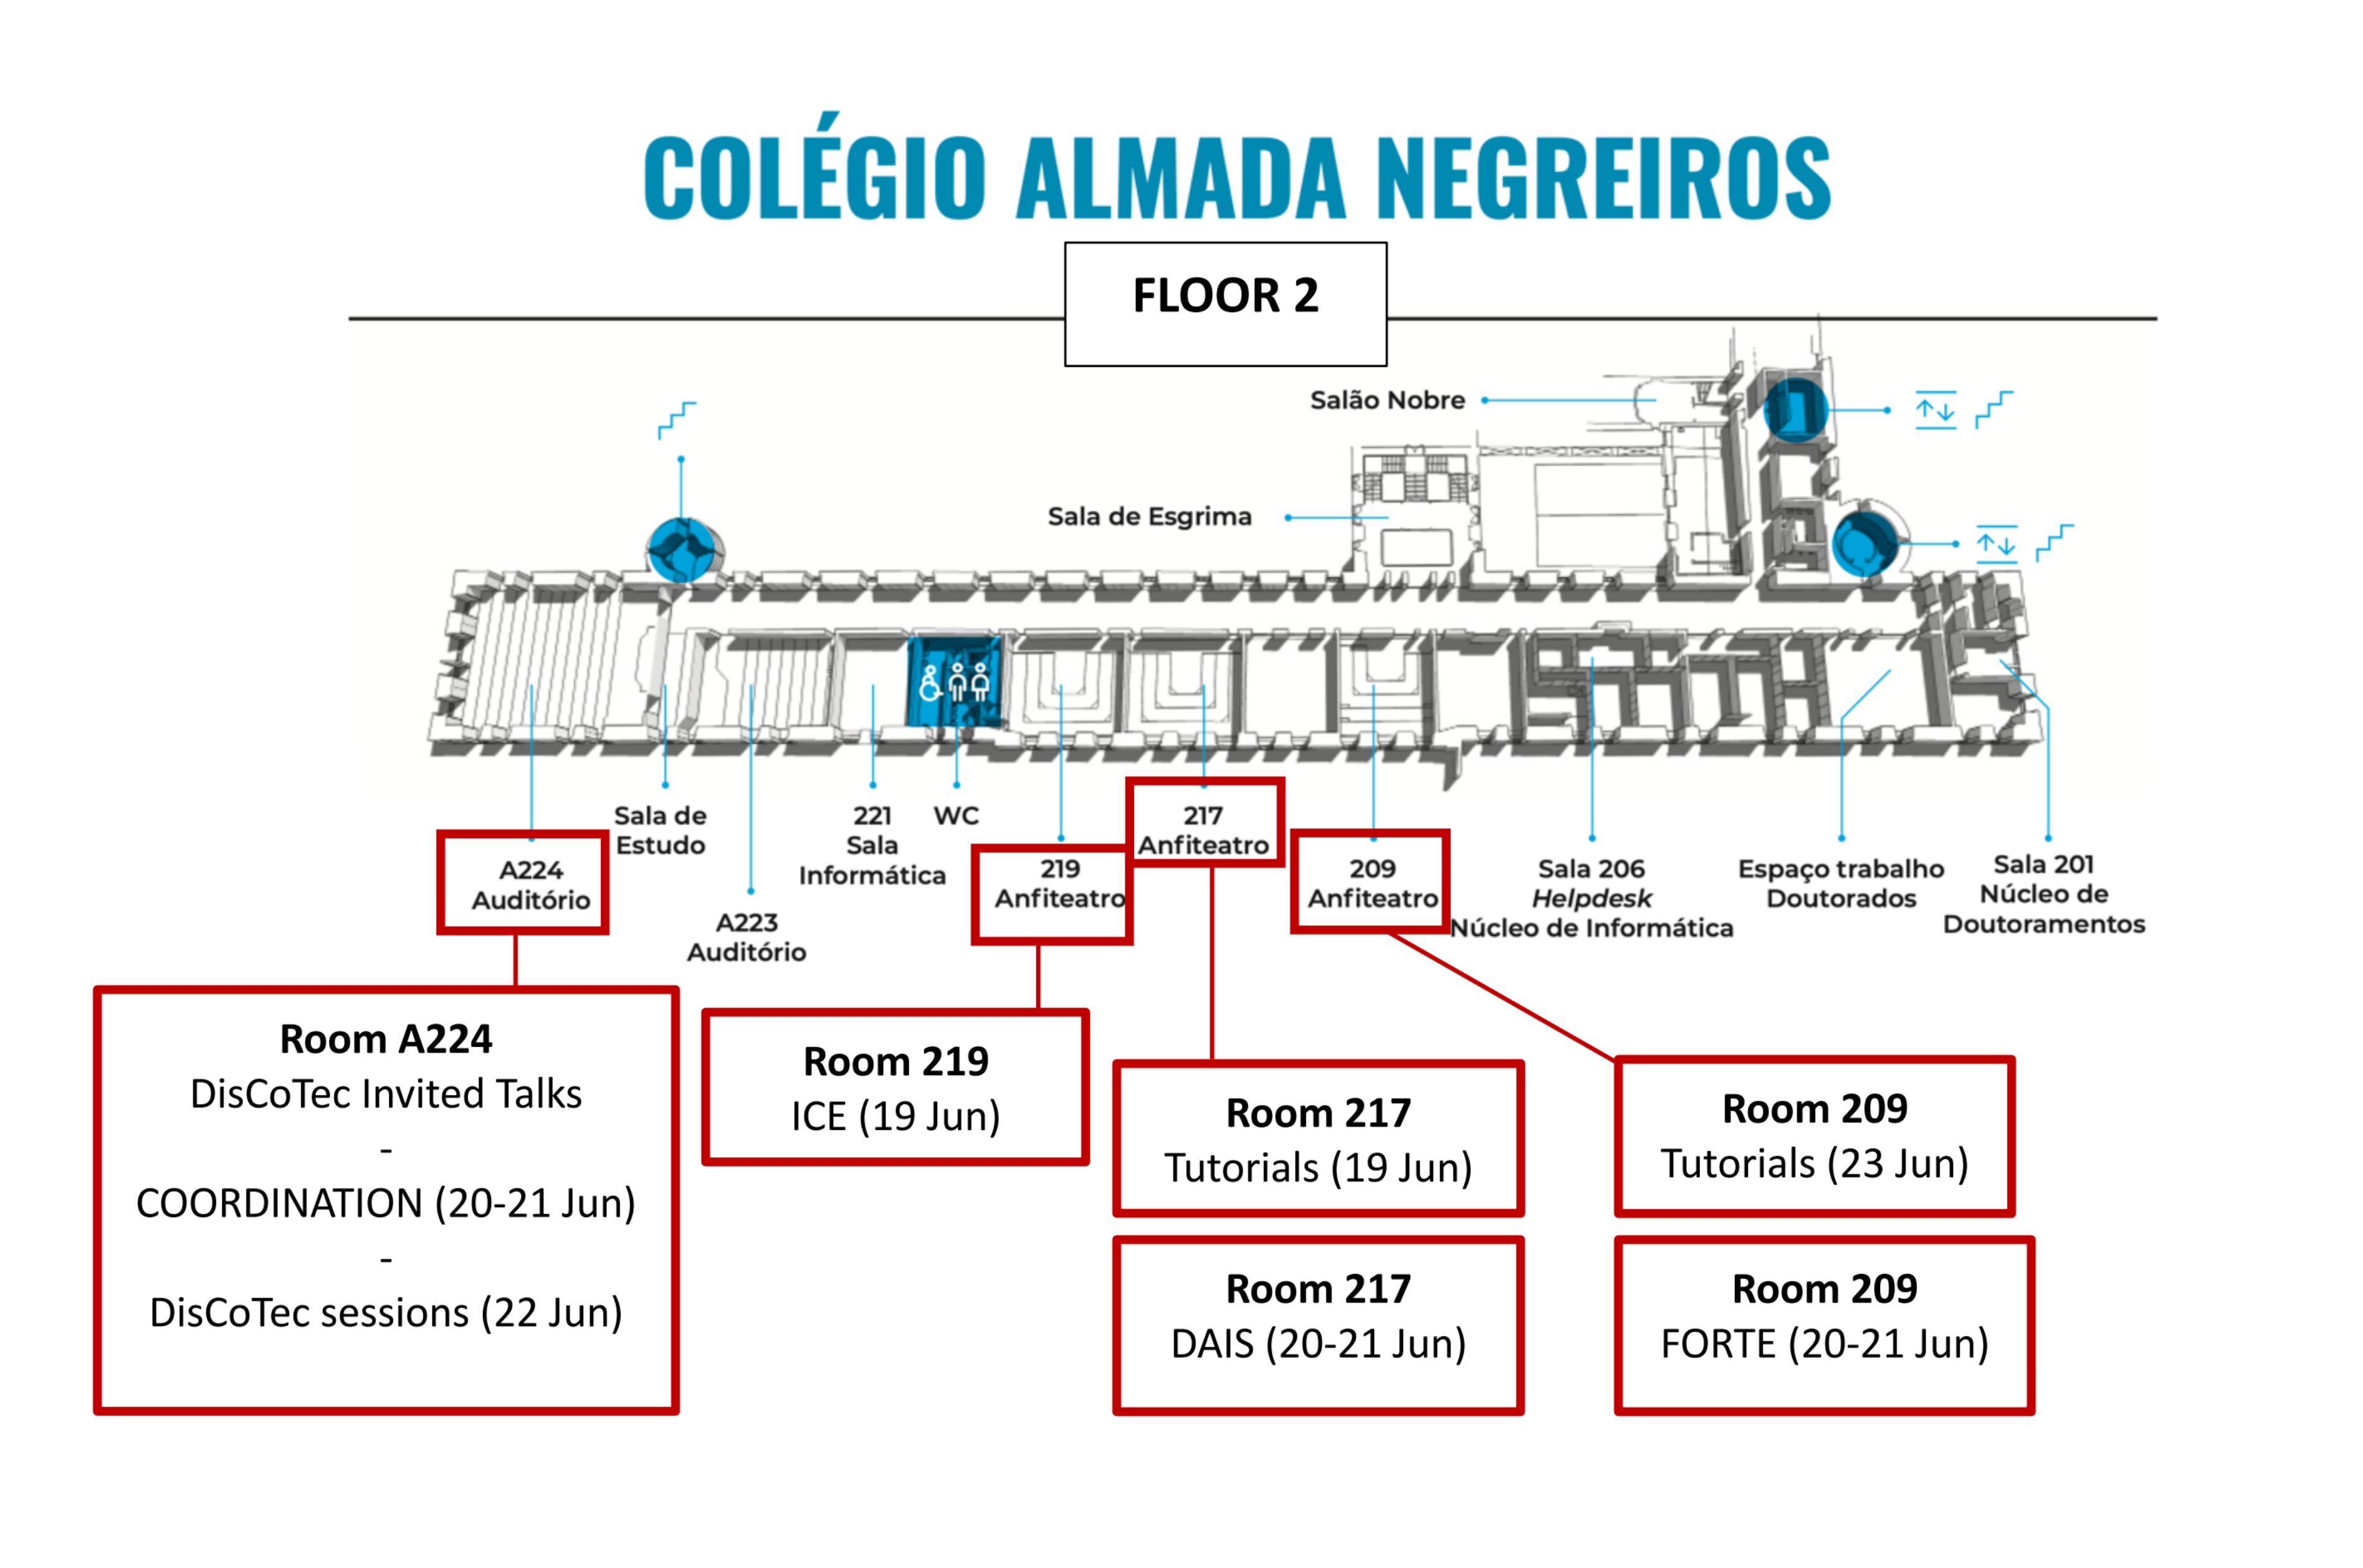 COLÉGIO ALMADA NEGREIROS
FLOOR 2
Salão Nobre
Sala de Esgrima
A224
Auditório
Sala de
Estudo
A223
Auditório
221
Sala
Informática
WC
219
Anfiteatro
217
Anfiteatro
209
Anfiteatro
Sala 206
Helpdesk
Núcleo de Informática
Espaço trabalho
Doutorados
Sala 201
Núcleo de
Doutoramentos
Room A224
DisCoTec Invited Talks
-
COORDINATION (20-21 Jun)
-
DisCoTec sessions (22 Jun)
Room 219
ICE (19 Jun)
Room 217
Tutorials (19 Jun)
Room 217
DAIS (20-21 Jun)
Room 209
Tutorials (23 Jun)
Room 209
FORTE (20-21 Jun)